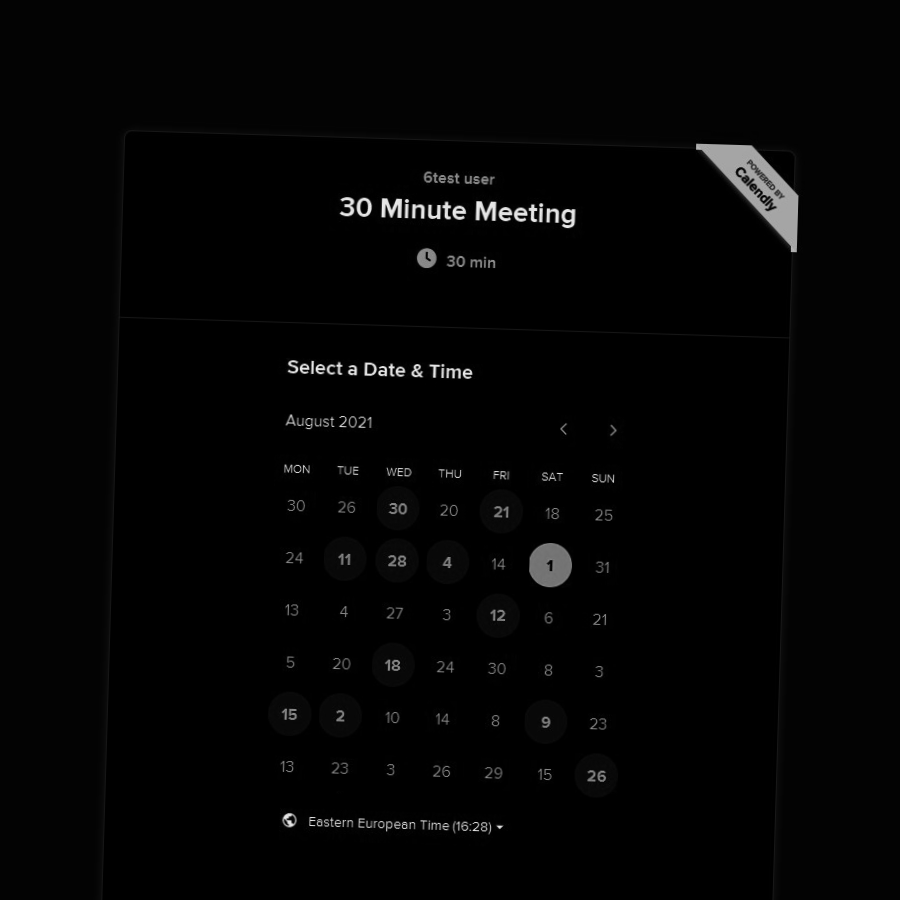 POWERED BY
Calendly
6test user
30 Minute Meeting
30 min
Select a Date & Time
August 2021
MON TUE WED THU FRI SAT SUN
30 26 30 20 21 18 25
24 11 28 4 14 1 31
13 4 27 3 12 6 21
5 20 18 24 30 8 3
15 2 10 14 8 9 23
13 23 3 26 29 15 26
Eastern European Time (16:28)